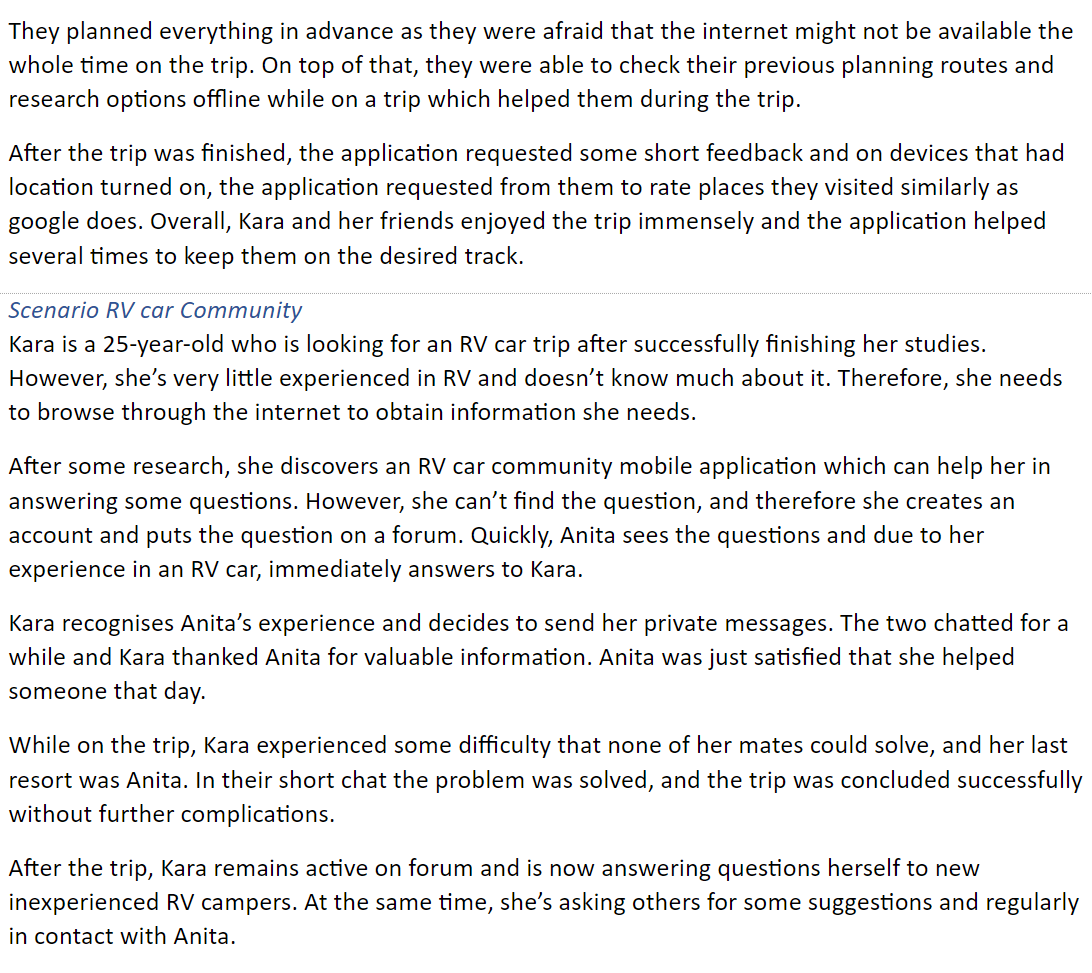 They planned everything in advance as they were afraid that the internet might not be available the
whole time on the trip. On top of that, they were able to check their previous planning routes and
research options offline while on a trip which helped them during the trip.
After the trip was finished, the application requested some short feedback and on devices that had
location turned on, the application requested from them to rate places they visited similarly as
google does. Overall, Kara and her friends enjoyed the trip immensely and the application helped
several times to keep them on the desired track.
Scenario RV car Community
Kara is a 25-year-old who is looking for an RV car trip after successfully finishing her studies.
However, she’s very little experienced in RV and doesn’t know much about it. Therefore, she needs
to browse through the internet to obtain information she needs.
After some research, she discovers an RV car community mobile application which can help her in
answering some questions. However, she can’t find the question, and therefore she creates an
account and puts the question on a forum. Quickly, Anita sees the questions and due to her
experience in an RV car, immediately answers to Kara.
Kara recognises Anita’s experience and decides to send her private messages. The two chatted for a
while and Kara thanked Anita for valuable information. Anita was just satisfied that she helped
someone that day.
While on the trip, Kara experienced some difficulty that none of her mates could solve, and her last
resort was Anita. In their short chat the problem was solved, and the trip was concluded successfully
without further complications.
After the trip, Kara remains active on forum and is now answering questions herself to new
inexperienced RV campers. At the same time, she’s asking others for some suggestions and regularly
in contact with Anita.